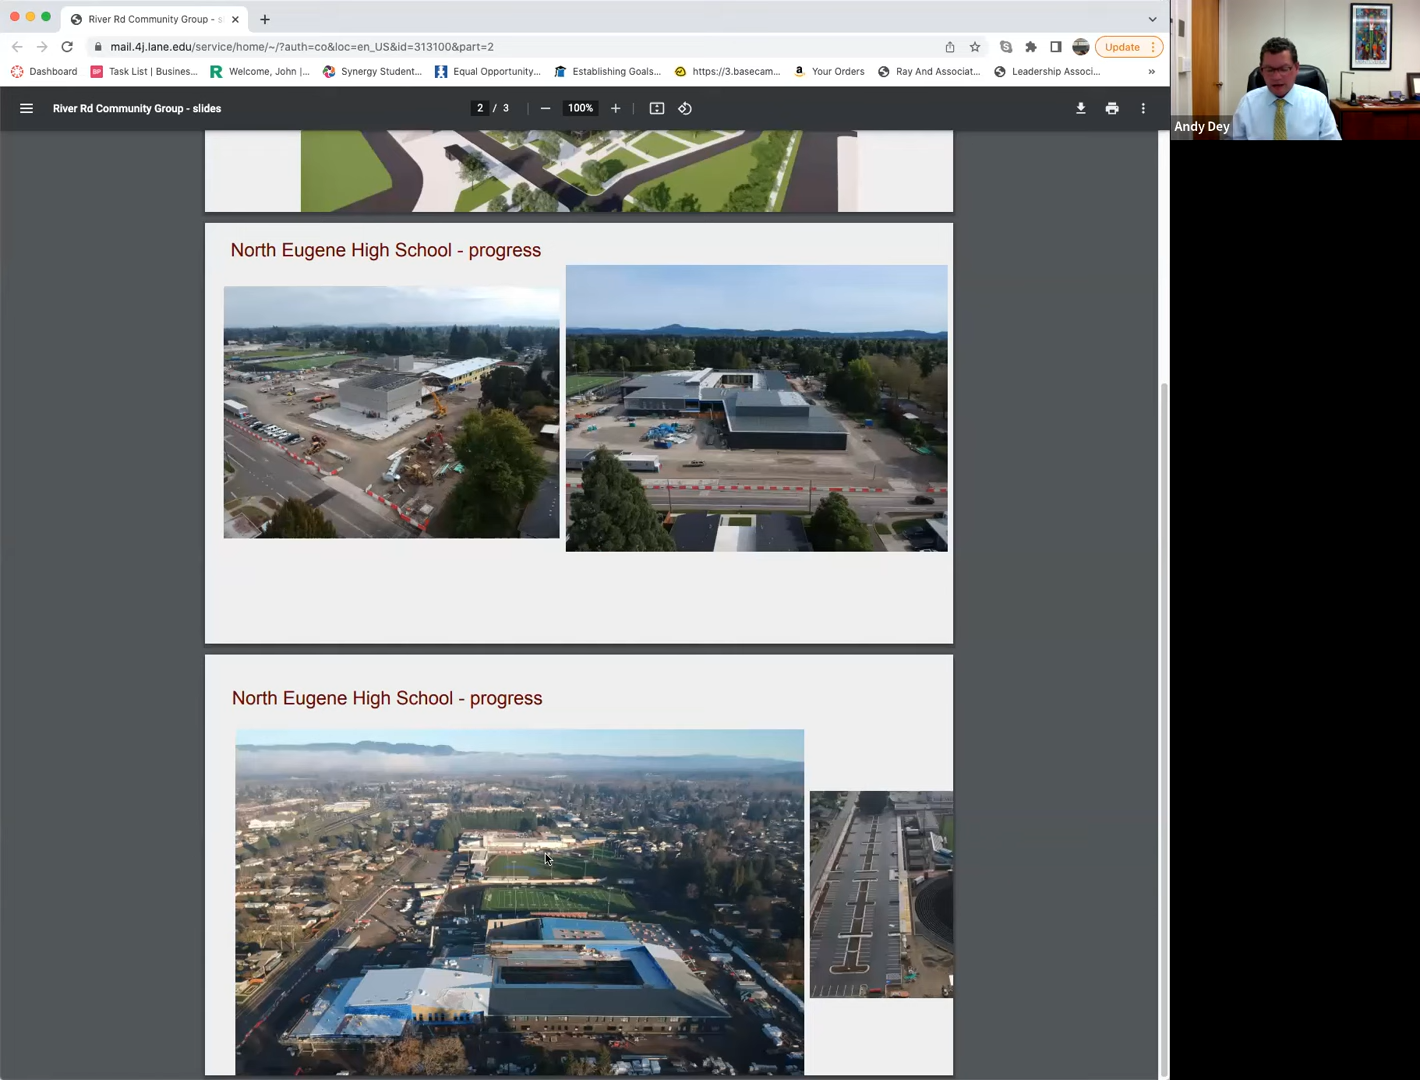 River Rd Community Group - s
mail.4j.lane.edu/service/home/~/?auth=co&loc=en_US&id=313100&part=2
Update
Dashboard
BP Task List | Busines...
R Welcome, John |...
Synergy Student...
Equal Opportunity...
Establishing Goals...
https://3.basecam...
a Your Orders
Ray And Associat...
Leadership Associ...
»
River Rd Community Group - slides
2 / 3
100%
Andy Dey
North Eugene High School - progress
North Eugene High School - progress